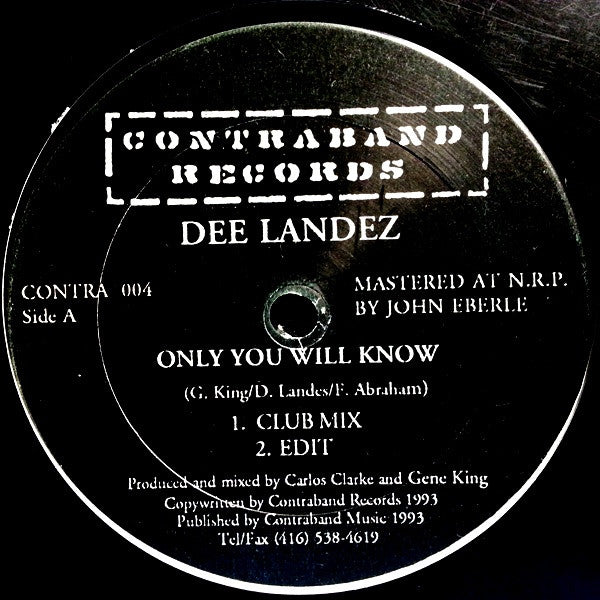 CONTRABAND
RECORDS
DEE LANDEZ
CONTRA 004
Side A
MASTERED AT N.R.P.
BY JOHN EBERLE
ONLY YOU WILL KNOW
(G. King/D. Landes/F. Abraham)
1. CLUB MIX
2. EDIT
Produced and mixed by Carlos Clarke and Gene King
Copywritten by Contraband Records 1993
Published by Contraband Music 1993
Tel/Fax (416) 538-4619